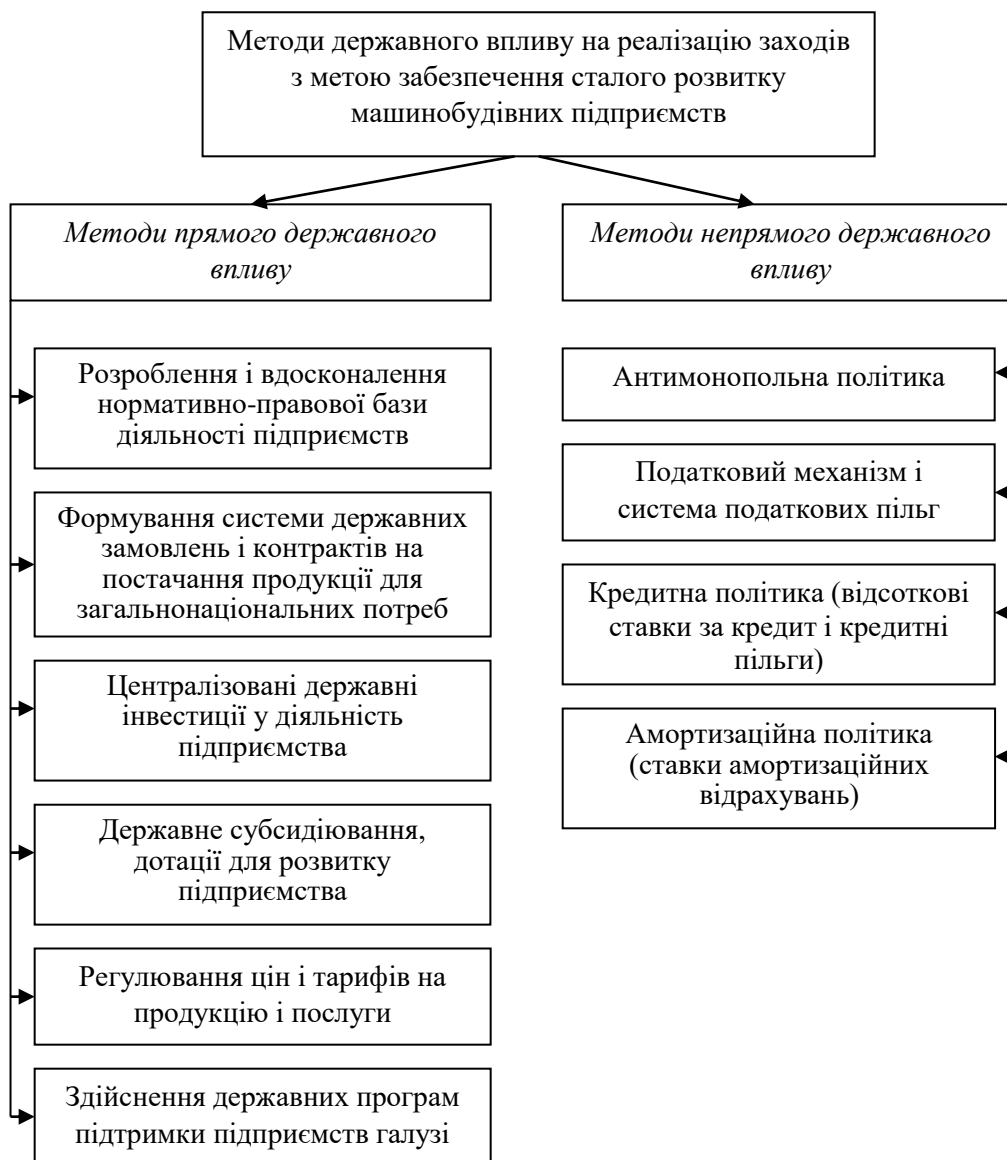 Методи державного впливу на реалізацію заходів
з метою забезпечення сталого розвитку
машинобудівних підприємств
Методи прямого державного
впливу
Розроблення і вдосконалення
нормативно-правової бази
діяльності підприємств
Формування системи державних
замовлень і контрактів на
постачання продукції для
загальнонаціональних потреб
Централізовані державні
інвестиції у діяльність
підприємства
Державне субсидіювання,
дотації для розвитку
підприємства
Регулювання цін і тарифів на
продукцію і послуги
Здійснення державних програм
підтримки підприємств галузі
Методи непрямого державного
впливу
Антимонопольна політика
Податковий механізм і
система податкових пільг
Кредитна політика (відсоткові
ставки за кредит і кредитні
пільги)
Амортизаційна політика
(ставки амортизаційних
відрахувань)